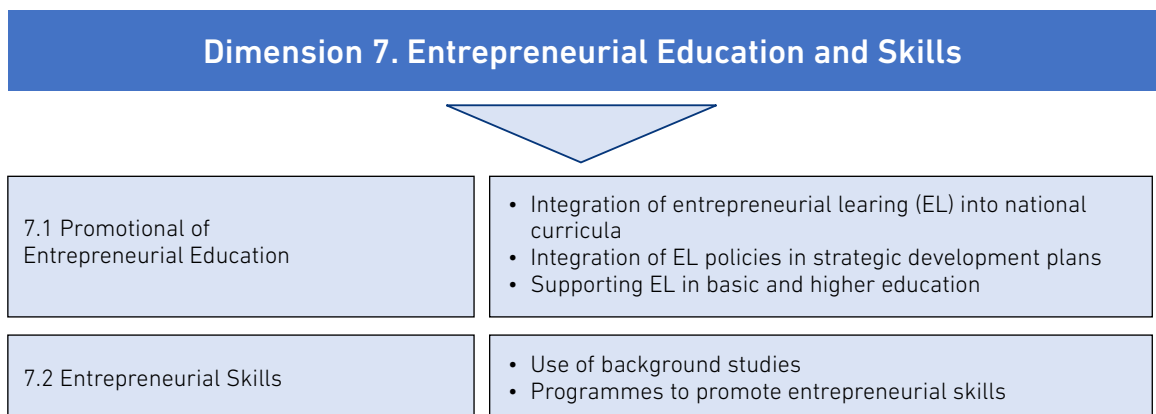 Dimension 7. Entrepreneurial Education and Skills
7.1 Promotional of
Entrepreneurial Education
• Integration of entrepreneurial learing (EL) into national
curricula
• Integration of EL policies in strategic development plans
• Supporting EL in basic and higher education
7.2 Entrepreneurial Skills
• Use of background studies
• Programmes to promote entrepreneurial skills